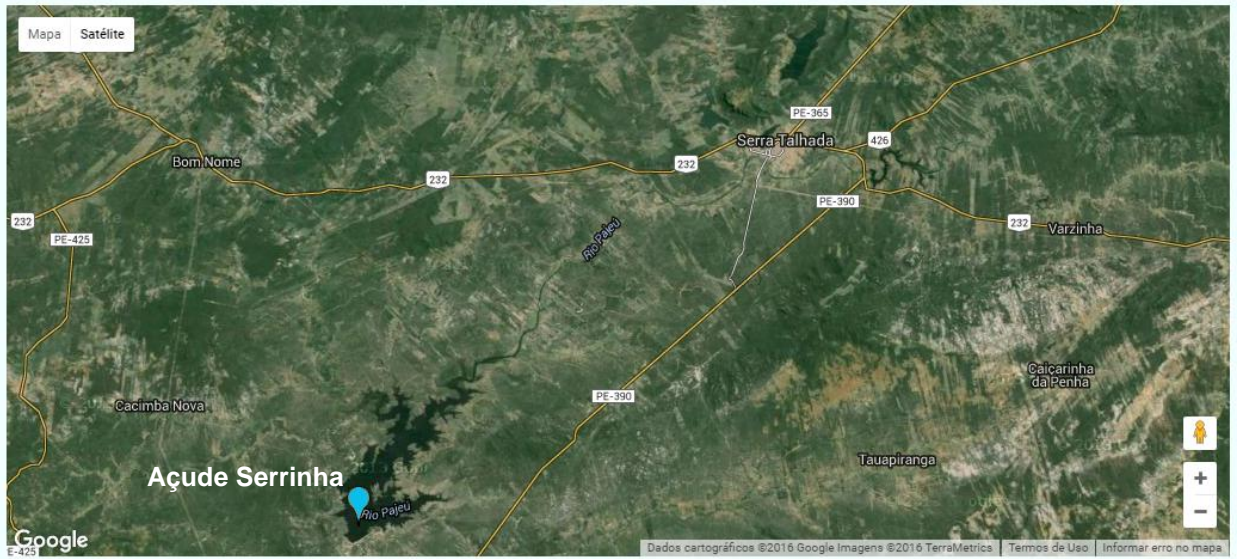 Mapa Satélite
PE-365
Serra Talhada
426
Bom Nome
232
232
PE-390
232
232
Varzinha
PE-425
Rio Pajeú
Caiçarinha
da Penha
PE-390
Cacimba Nova
Tauapiranga
Açude Serrinha
Rio Pajeú
Google
E-425
Dados cartográficos ©2016 Google Imagens ©2016 TerraMetrics Termos de Uso Informar erro no mapa